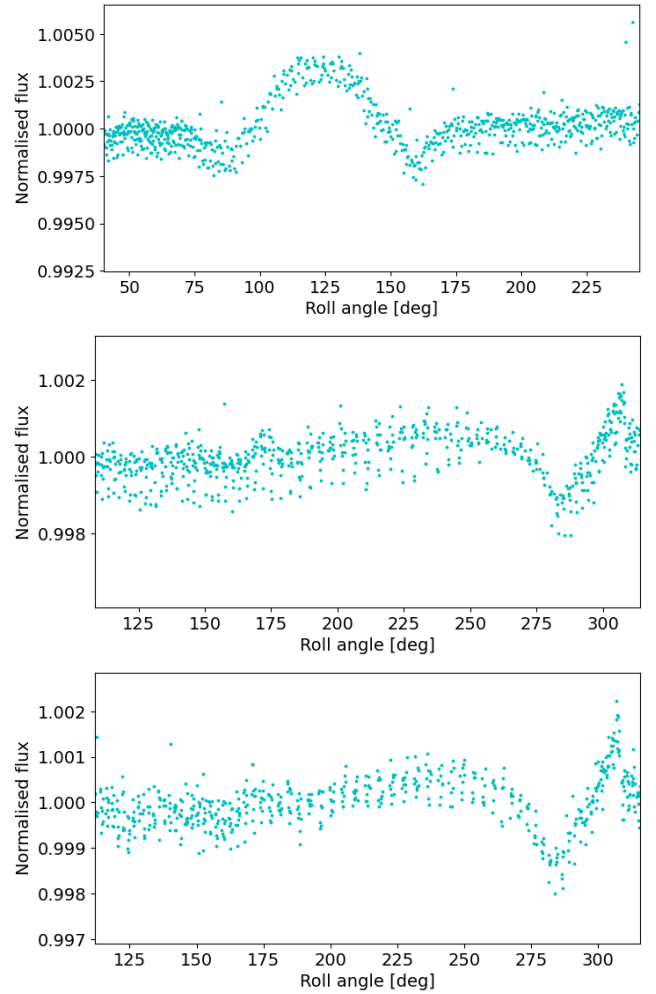 1.0050
1.0025
1.0000
0.9975
0.9950
0.9925
Normalised flux
50 75 100 125 150 175 200 225
Roll angle [deg]
1.002
1.000
0.998
Normalised flux
125 150 175 200 225 250 275 300
Roll angle [deg]
1.002
1.001
1.000
0.999
0.998
0.997
Normalised flux
125 150 175 200 225 250 275 300
Roll angle [deg]